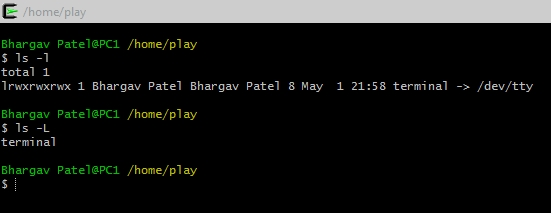 /home/play
Bhargav Patel@PC1 /home/play
$ ls -l
total 1
lrwxrwxrwx 1 Bhargav Patel Bhargav Patel 8 May  1 21:58 terminal -> /dev/tty
Bhargav Patel@PC1 /home/play
$ ls -L
terminal
Bhargav Patel@PC1 /home/play
$